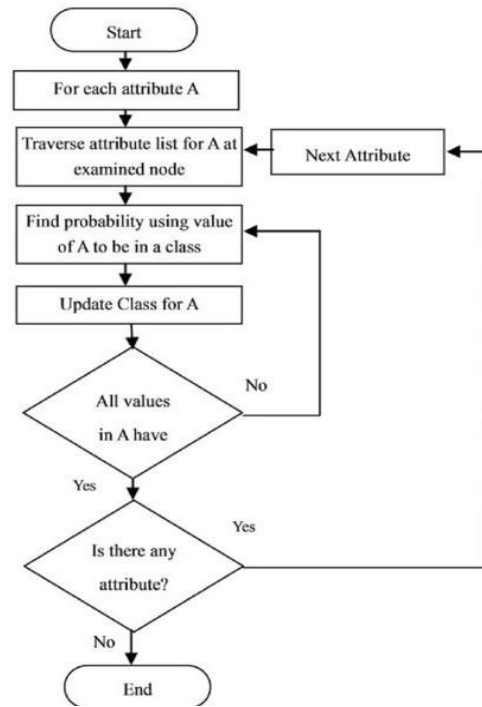 Start
For each attribute A
Traverse attribute list for A at
examined node
Next Attribute
Find probability using value
of A to be in a class
Update Class for A
No
All values
in A have
Yes
Yes
Is there any
attribute?
No
End